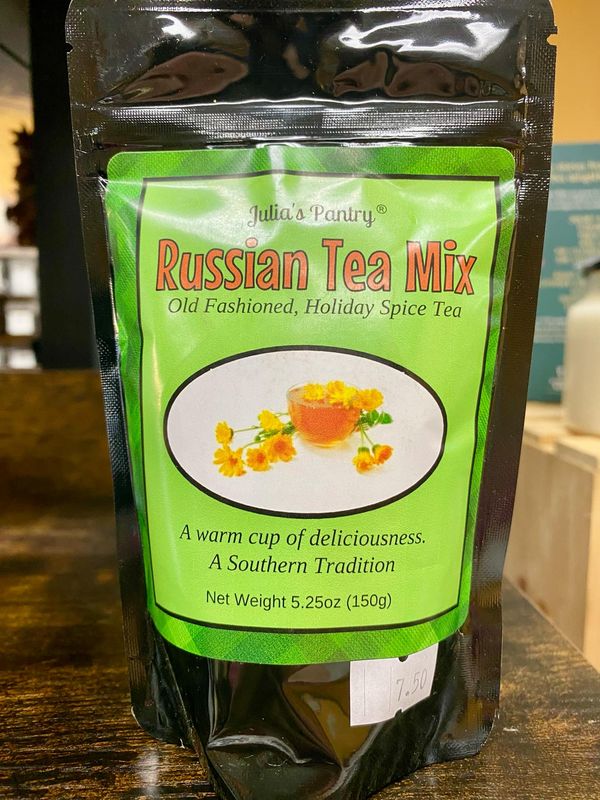 Julia's Pantry®
Russian Tea Mix
Old Fashioned, Holiday Spice Tea
A warm cup of deliciousness.
A Southern Tradition
Net Weight 5.25oz (150g)
7.50